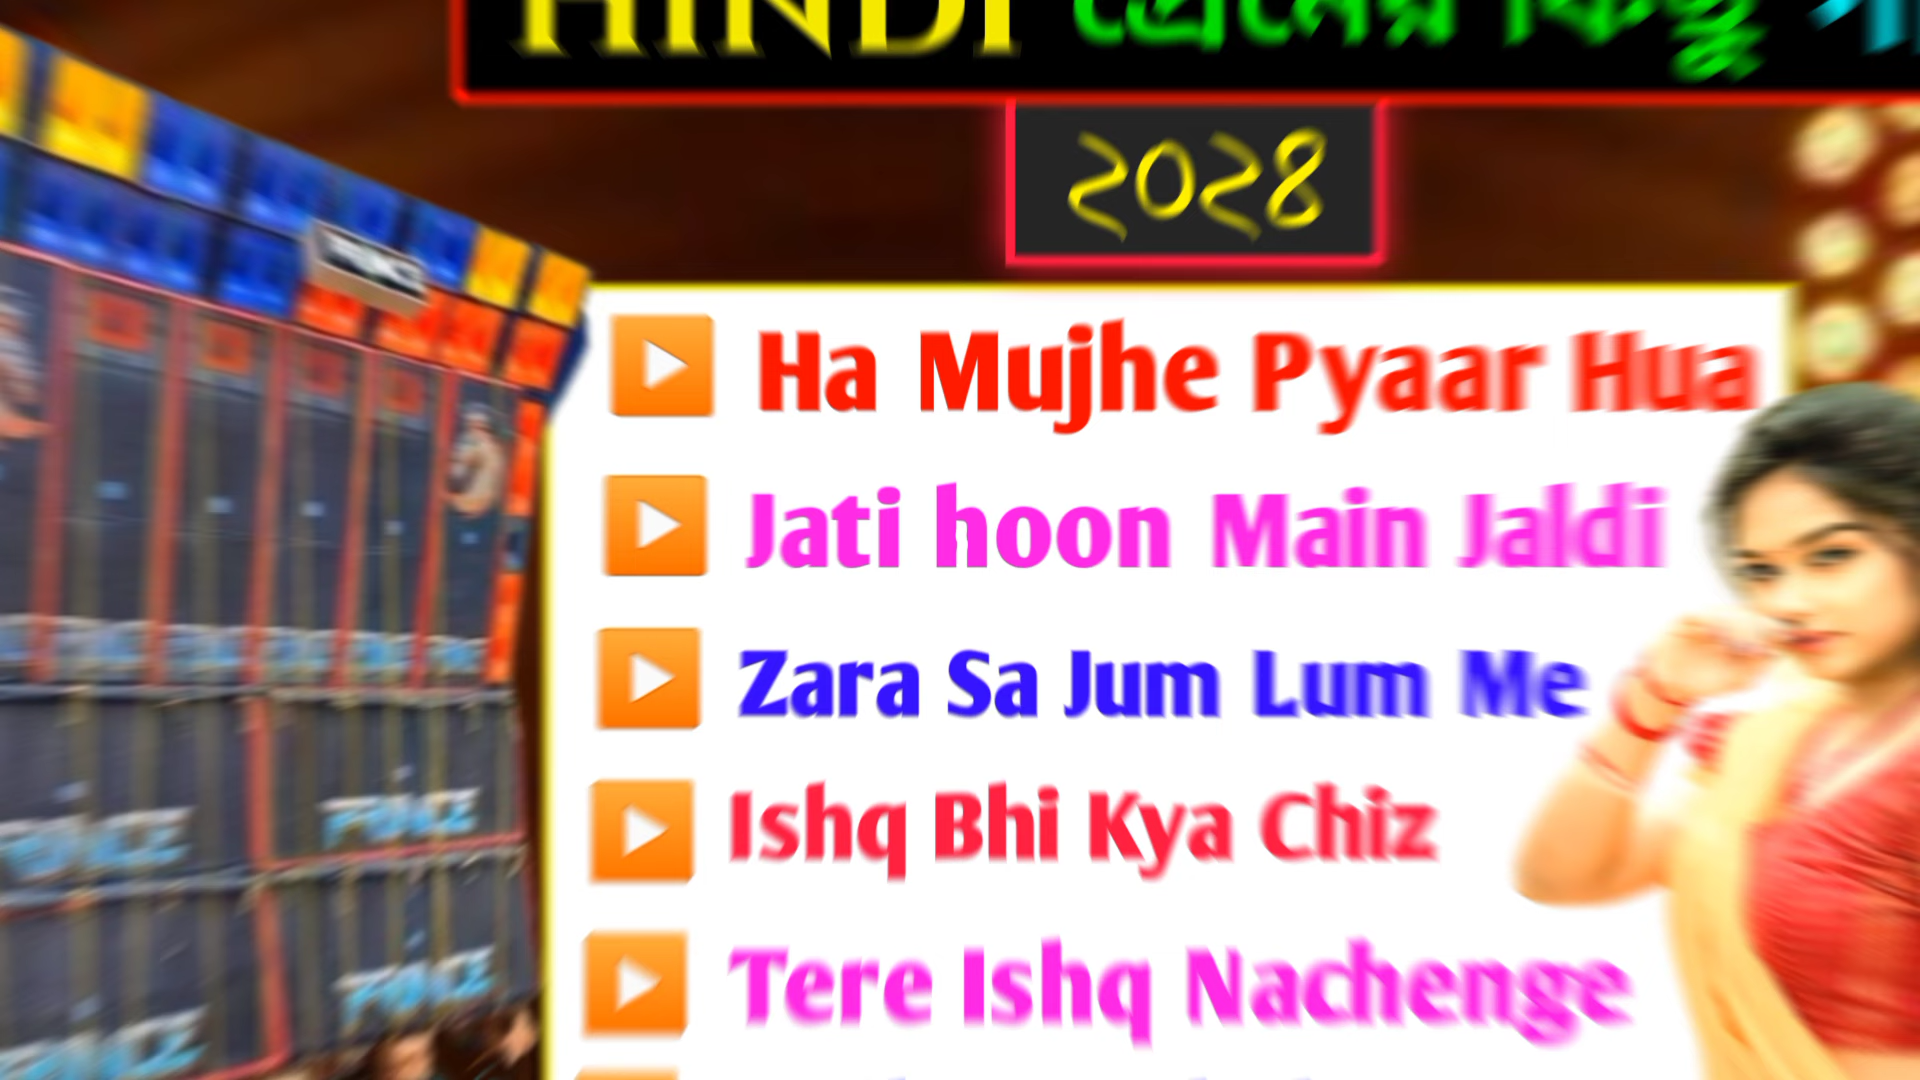 HINDI প্রেমের কিছু
২০২৪
Ha Mujhe Pyaar Hua
Jati hoon Main Jaldi
Zara Sa Jum Lum Me
Ishq Bhi Kya Chiz
Tere Ishq Nachenge